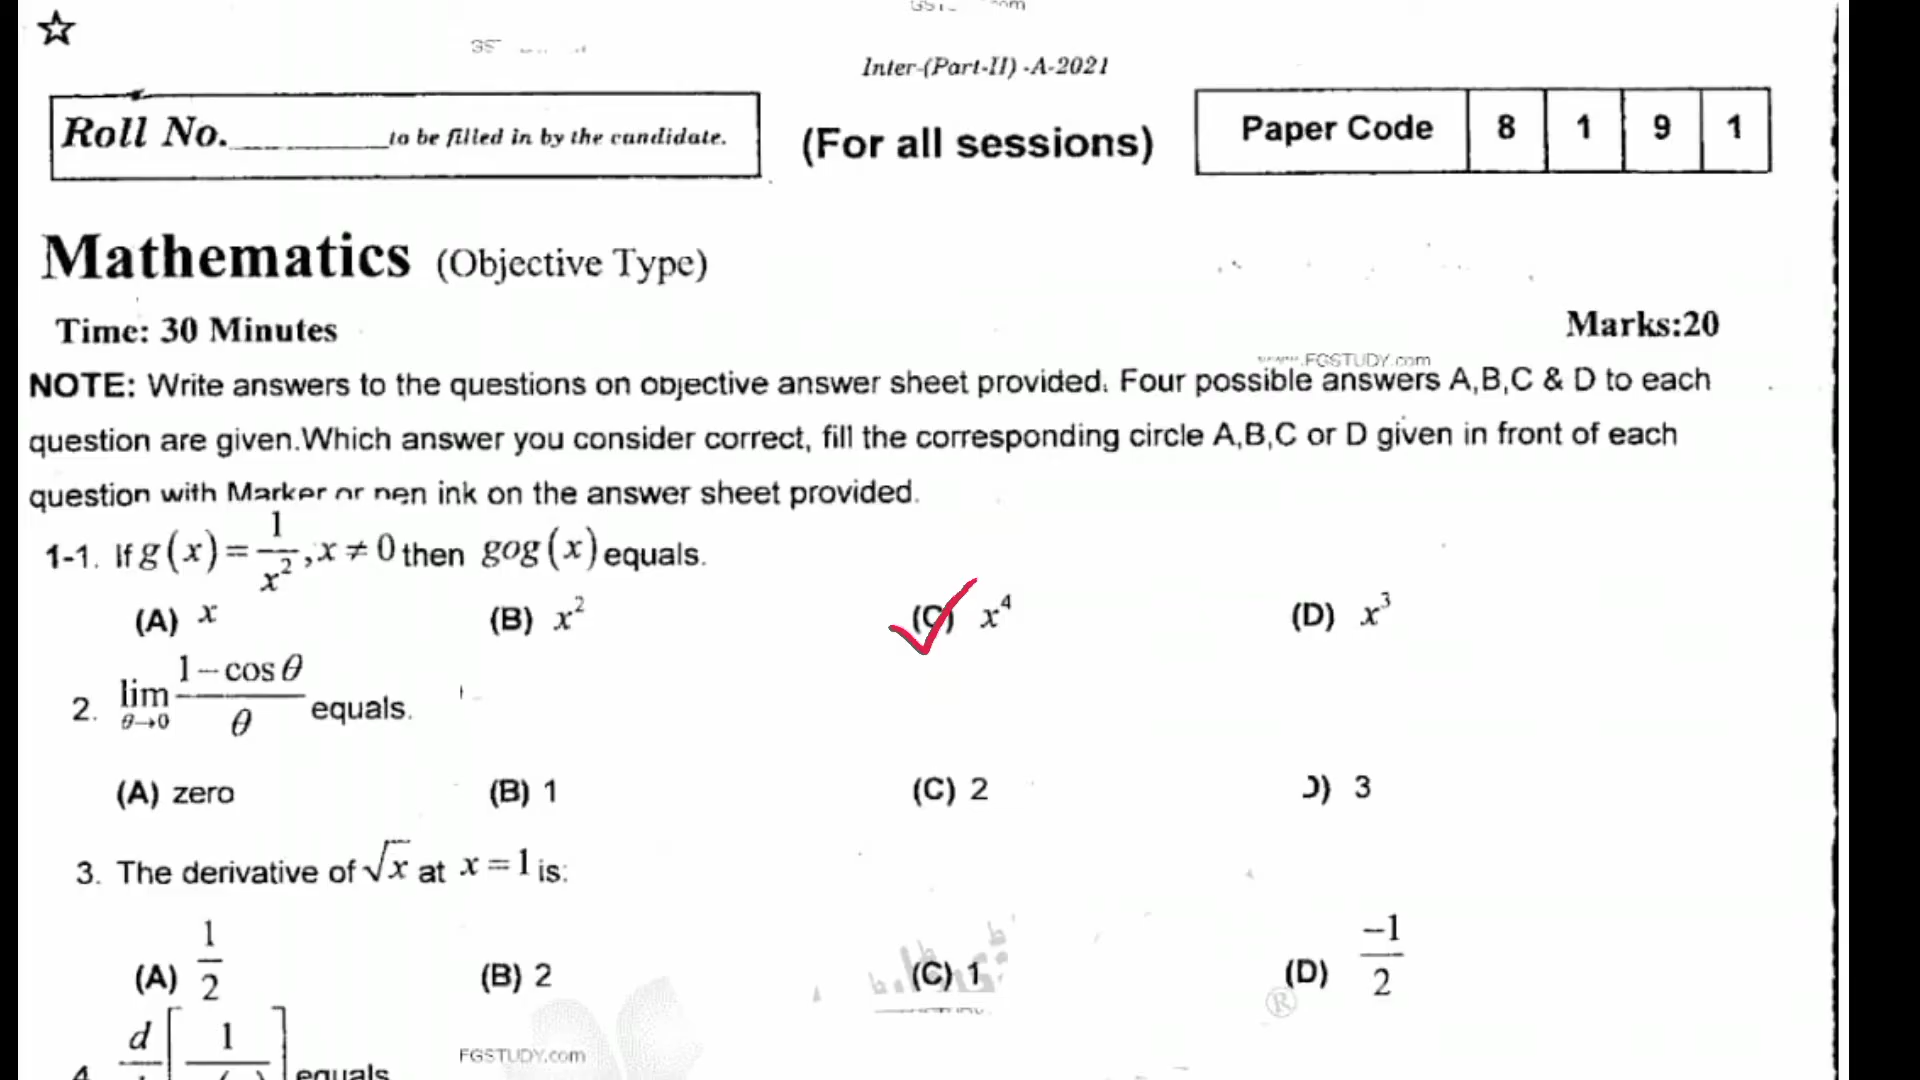 Inter-(Part-II) -A-2021
Roll No.__________to be filled in by the candidate.
(For all sessions)
Paper Code 8 1 9 1
Mathematics (Objective Type)
Time: 30 Minutes
Marks:20
FGSTUDY.com
NOTE: Write answers to the questions on objective answer sheet provided. Four possible answers A,B,C & D to each
question are given.Which answer you consider correct, fill the corresponding circle A,B,C or D given in front of each
question with Marker or pen ink on the answer sheet provided.
1-1. If g(x) = 1/x², x ≠ 0 then gog(x) equals.
(A) x (B) x² (C) x⁴ (D) x³
2. lim θ→0 (1 – cos θ)/θ equals.
(A) zero (B) 1 (C) 2 D) 3
3. The derivative of √x at x = 1 is:
(A) 1/2 (B) 2 (C) 1 (D) -1/2
®
FGSTUDY.com
equals